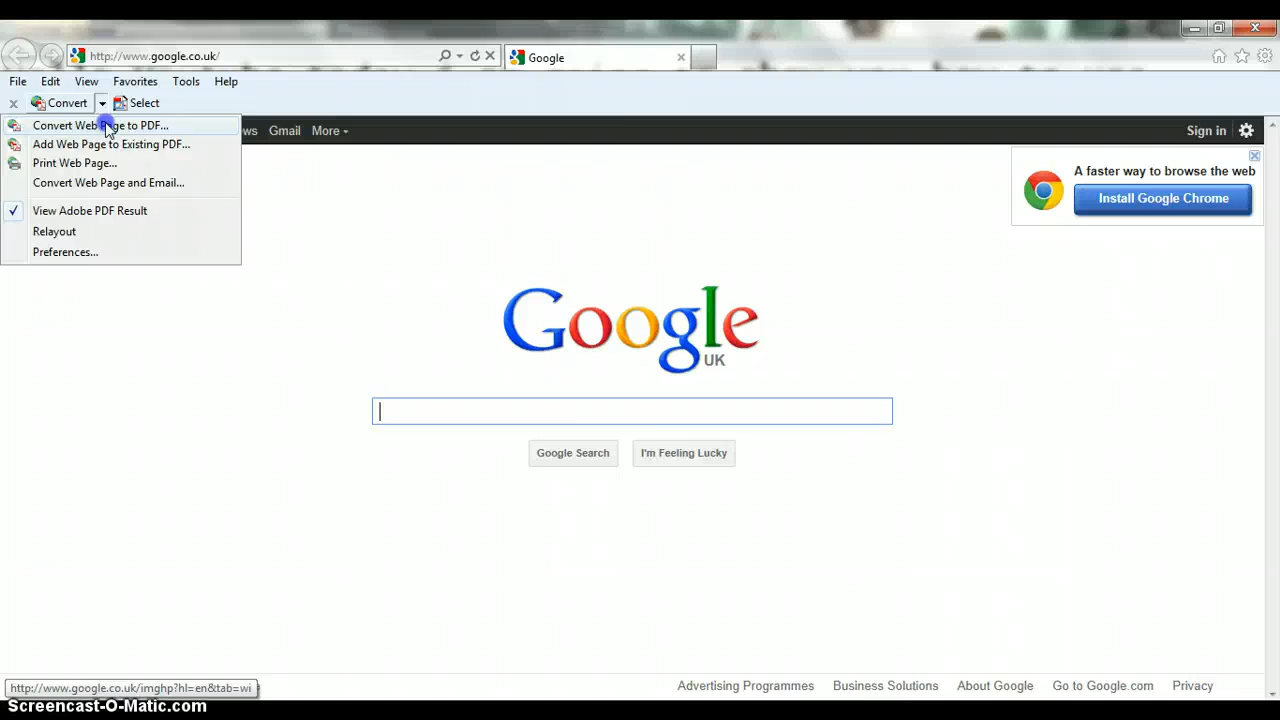 http://www.google.co.uk/
Google
File Edit View Favorites Tools Help
Convert Select
Convert Web Page to PDF...
Add Web Page to Existing PDF...
Print Web Page...
Convert Web Page and Email...
View Adobe PDF Result
Relayout
Preferences...
ws Gmail More
Sign in
A faster way to browse the web
Install Google Chrome
Google
UK
Google Search I'm Feeling Lucky
http://www.google.co.uk/imghp?hl=en&tab=wi
Advertising Programmes Business Solutions About Google Go to Google.com Privacy
Screencast-O-Matic.com